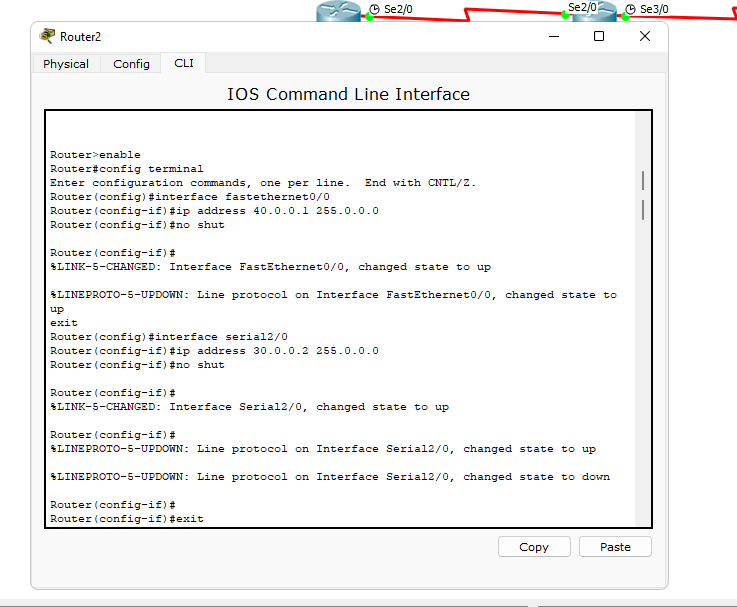 Se2/0
Se2/0
Se3/0
Router2
Physical
Config
CLI
IOS Command Line Interface
Router>enable
Router#config terminal
Enter configuration commands, one per line.  End with CNTL/Z.
Router(config)#interface fastethernet0/0
Router(config-if)#ip address 40.0.0.1 255.0.0.0
Router(config-if)#no shut
Router(config-if)#
%LINK-5-CHANGED: Interface FastEthernet0/0, changed state to up
%LINEPROTO-5-UPDOWN: Line protocol on Interface FastEthernet0/0, changed state to
up
exit
Router(config)#interface serial2/0
Router(config-if)#ip address 30.0.0.2 255.0.0.0
Router(config-if)#no shut
Router(config-if)#
%LINK-5-CHANGED: Interface Serial2/0, changed state to up
Router(config-if)#
%LINEPROTO-5-UPDOWN: Line protocol on Interface Serial2/0, changed state to up
%LINEPROTO-5-UPDOWN: Line protocol on Interface Serial2/0, changed state to down
Router(config-if)#
Router(config-if)#exit
Copy
Paste